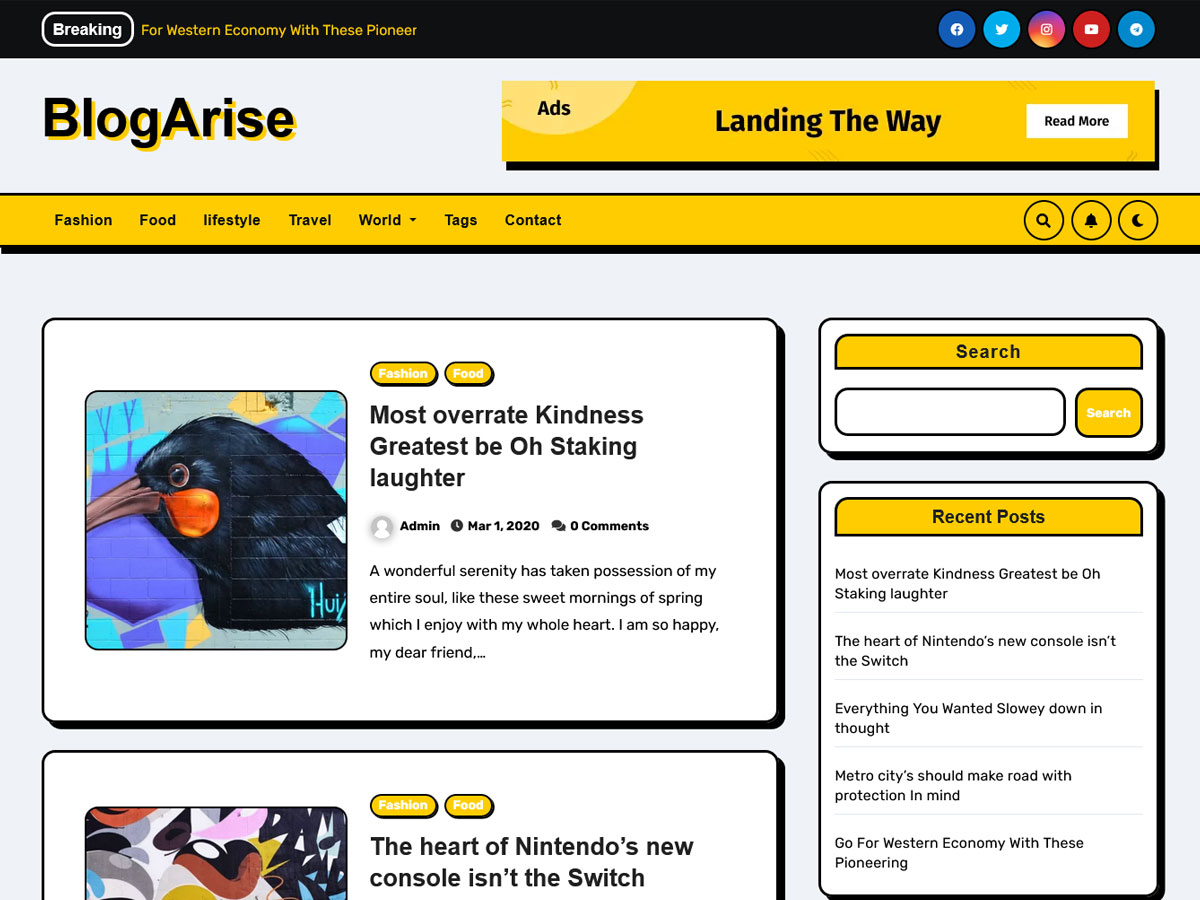 Breaking For Western Economy With These Pioneer
BlogArise
Ads
Landing The Way
Read More
Fashion Food lifestyle Travel World Tags Contact
Fashion Food
Most overrate Kindness
Greatest be Oh Staking
laughter
Admin Mar 1, 2020 0 Comments
A wonderful serenity has taken possession of my
entire soul, like these sweet mornings of spring
which I enjoy with my whole heart. I am so happy,
my dear friend,…
Fashion Food
The heart of Nintendo’s new
console isn’t the Switch
Search
Search
Recent Posts
Most overrate Kindness Greatest be Oh
Staking laughter
The heart of Nintendo’s new console isn’t
the Switch
Everything You Wanted Slowey down in
thought
Metro city’s should make road with
protection In mind
Go For Western Economy With These
Pioneering